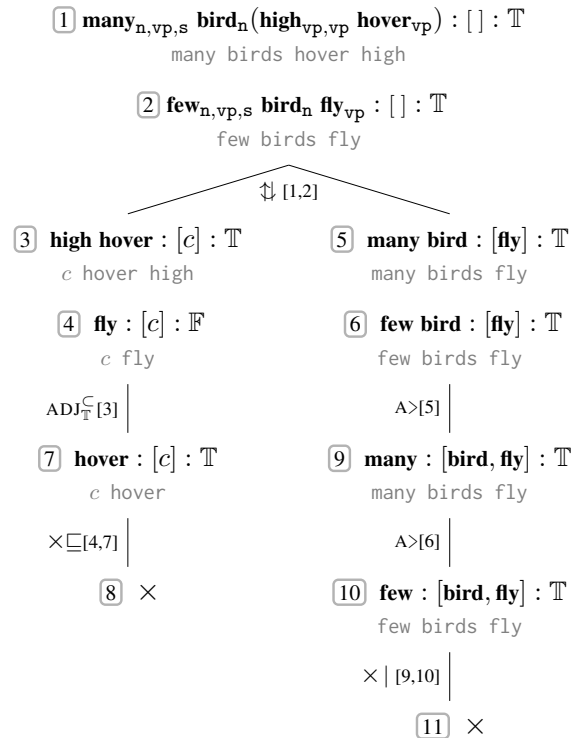 1 many_{n,vp,s} bird_n(high_{vp,vp} hover_{vp}) : [ ] : 𝕋
many birds hover high
2 few_{n,vp,s} bird_n fly_{vp} : [ ] : 𝕋
few birds fly
⥮ [1,2]
3 high hover : [c] : 𝕋
5 many bird : [fly] : 𝕋
c hover high
many birds fly
4 fly : [c] : 𝔽
6 few bird : [fly] : 𝕋
c fly
few birds fly
ADJ^⊂_𝕋 [3]
A>[5]
7 hover : [c] : 𝕋
9 many : [bird, fly] : 𝕋
c hover
many birds fly
×⊑[4,7]
A>[6]
8 ×
10 few : [bird, fly] : 𝕋
few birds fly
× | [9,10]
11 ×